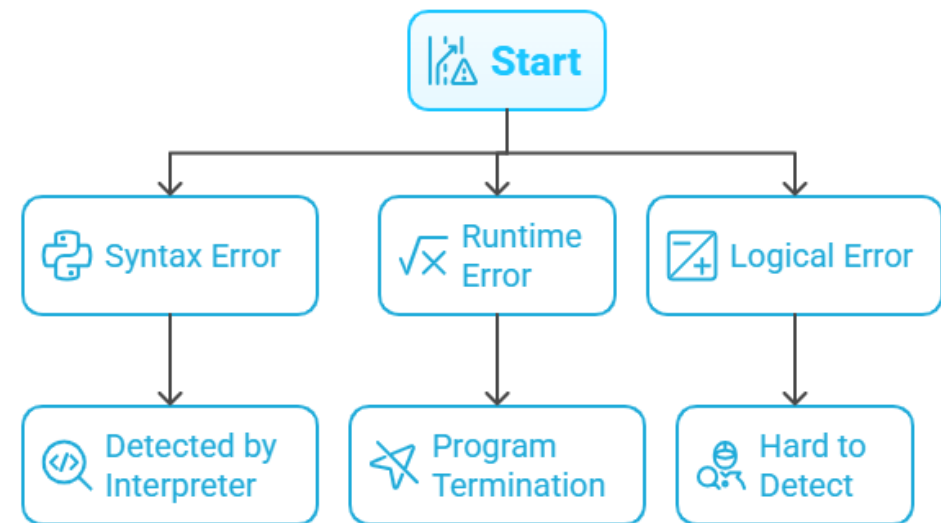 Start
Syntax Error
Runtime
Error
Logical Error
Detected by
Interpreter
Program
Termination
Hard to
Detect